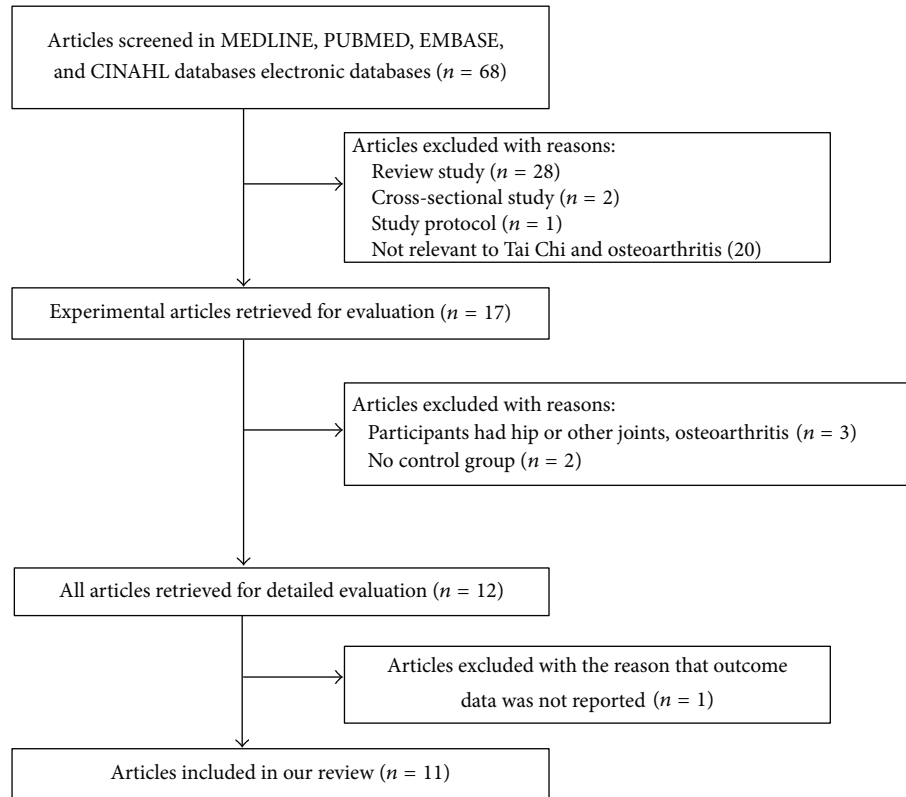 Articles screened in MEDLINE, PUBMED, EMBASE,
and CINAHL databases electronic databases (n = 68)
Articles excluded with reasons:
Review study (n = 28)
Cross-sectional study (n = 2)
Study protocol (n = 1)
Not relevant to Tai Chi and osteoarthritis (20)
Experimental articles retrieved for evaluation (n = 17)
Articles excluded with reasons:
Participants had hip or other joints, osteoarthritis (n = 3)
No control group (n = 2)
All articles retrieved for detailed evaluation (n = 12)
Articles excluded with the reason that outcome
data was not reported (n = 1)
Articles included in our review (n = 11)